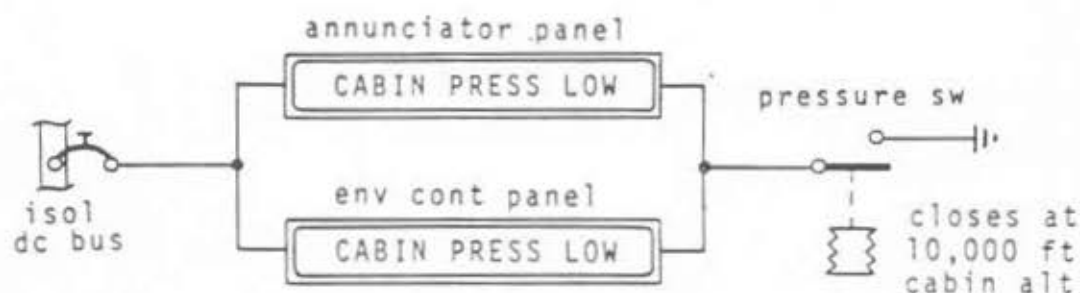 annunciator panel
CABIN PRESS LOW
pressure sw
env cont panel
CABIN PRESS LOW
isol
dc bus
closes at
10,000 ft
cabin alt